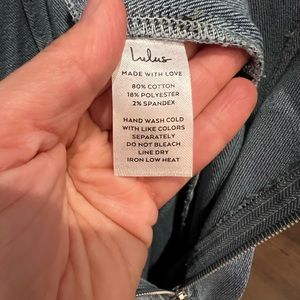 Lulus
MADE WITH LOVE
80% COTTON
18% POLYESTER
2% SPANDEX
HAND WASH COLD
WITH LIKE COLORS
SEPARATELY
DO NOT BLEACH
LINE DRY
IRON LOW HEAT